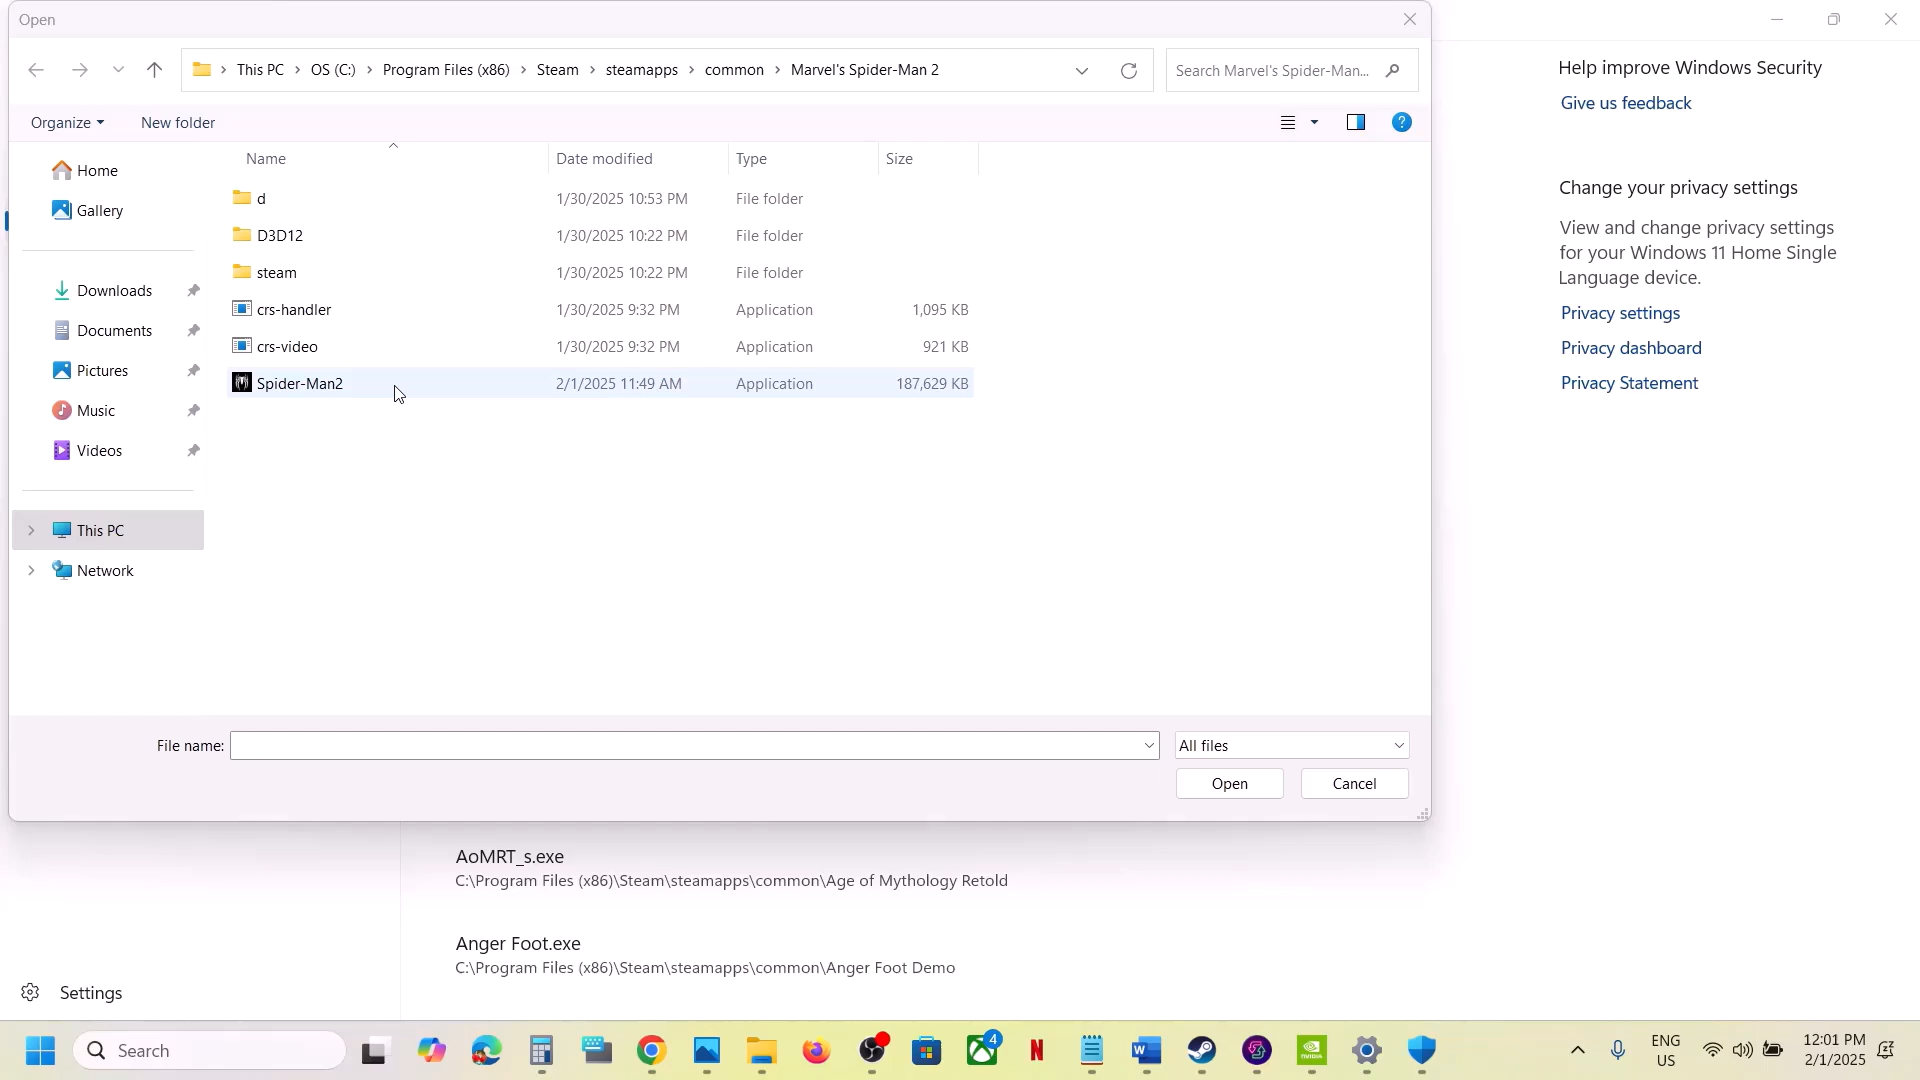 Open
This PC > OS (C:) > Program Files (x86) > Steam > steamapps > common > Marvel's Spider-Man 2
Search Marvel's Spider-Man...
Organize
New folder
Name
Date modified
Type
Size
Home
Gallery
Downloads
Documents
Pictures
Music
Videos
This PC
Network
d 1/30/2025 10:53 PM File folder
D3D12 1/30/2025 10:22 PM File folder
steam 1/30/2025 10:22 PM File folder
crs-handler 1/30/2025 9:32 PM Application 1,095 KB
crs-video 1/30/2025 9:32 PM Application 921 KB
Spider-Man2 2/1/2025 11:49 AM Application 187,629 KB
File name:
All files
Open
Cancel
Help improve Windows Security
Give us feedback
Change your privacy settings
View and change privacy settings
for your Windows 11 Home Single
Language device.
Privacy settings
Privacy dashboard
Privacy Statement
AoMRT_s.exe
C:\Program Files (x86)\Steam\steamapps\common\Age of Mythology Retold
Anger Foot.exe
C:\Program Files (x86)\Steam\steamapps\common\Anger Foot Demo
Settings
Search
4
N
NVIDIA
ENG
US
12:01 PM
2/1/2025